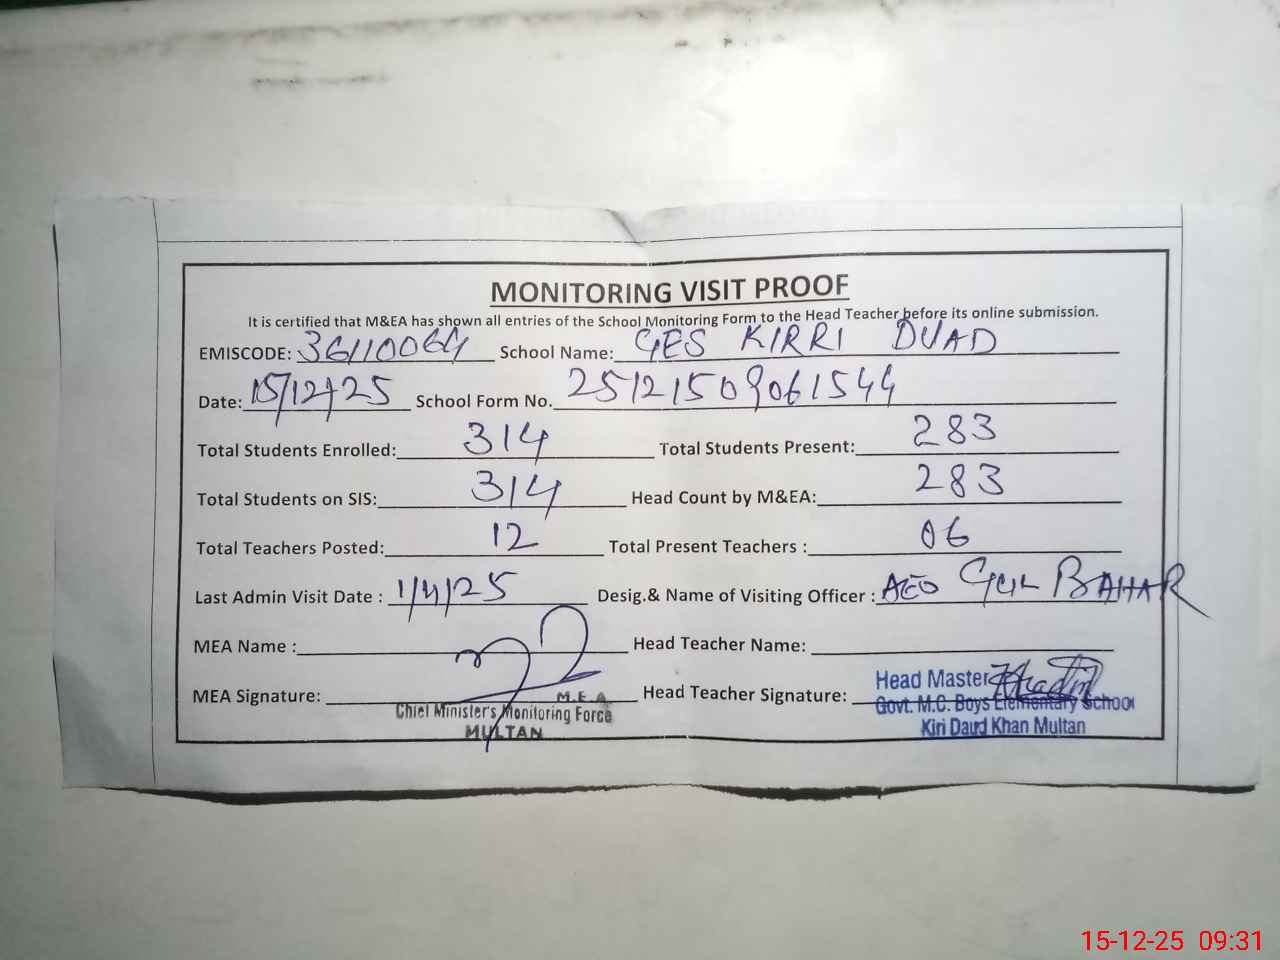 MONITORING VISIT PROOF
It is certified that M&EA has shown all entries of the School Monitoring Form to the Head Teacher before its online submission.
EMISCODE: 36110064 School Name: GES KIRRI DUAD
Date: 15/12/25 School Form No. 25121509061544
Total Students Enrolled: 314 Total Students Present: 283
Total Students on SIS: 314 Head Count by M&EA: 283
Total Teachers Posted: 12 Total Present Teachers : 06
Last Admin Visit Date : 1/4/25 Desig.& Name of Visiting Officer : AEO GUL BAHAR
MEA Name : Head Teacher Name:
MEA Signature: Head Teacher Signature:
M.E.A
Chief Minister's Monitoring Force
MULTAN
Head Master
Govt. M.C. Boys Elementary School
Kiri Daud Khan Multan
15-12-25 09:31